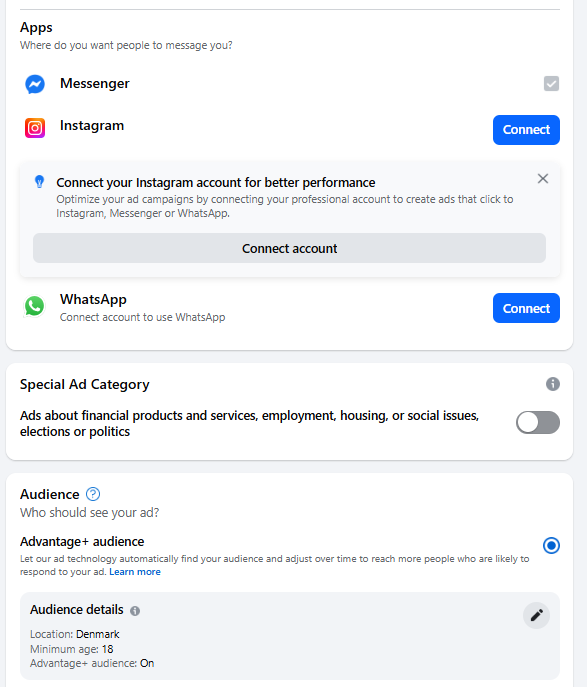 Apps
Where do you want people to message you?
Messenger
Instagram
Connect
Connect your Instagram account for better performance
Optimize your ad campaigns by connecting your professional account to create ads that click to
Instagram, Messenger or WhatsApp.
Connect account
WhatsApp
Connect account to use WhatsApp
Connect
Special Ad Category
Ads about financial products and services, employment, housing, or social issues,
elections or politics
Audience
Who should see your ad?
Advantage+ audience
Let our ad technology automatically find your audience and adjust over time to reach more people who are likely to
respond to your ad. Learn more
Audience details
Location: Denmark
Minimum age: 18
Advantage+ audience: On